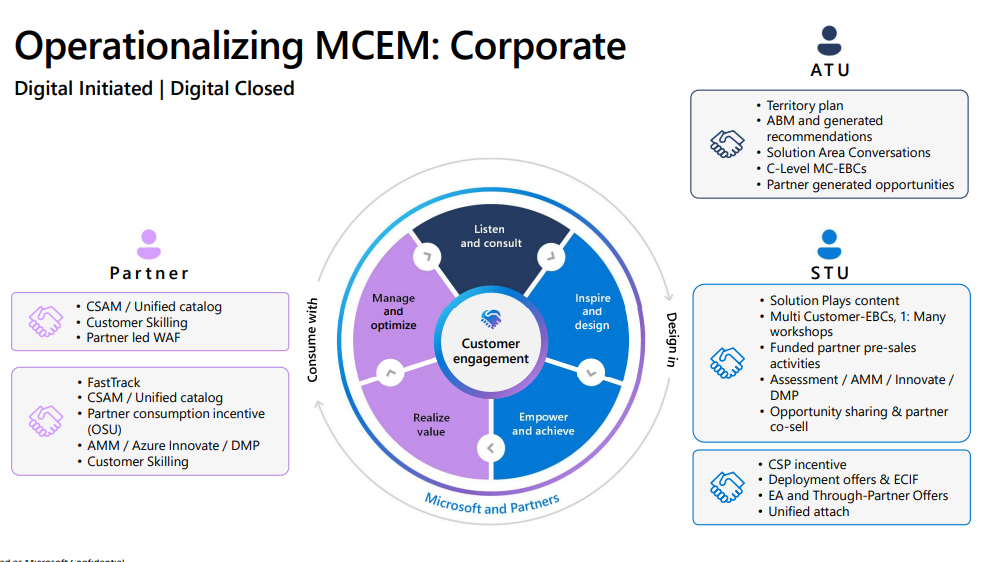 Operationalizing MCEM: Corporate
Digital Initiated | Digital Closed
ATU
• Territory plan
• ABM and generated
recommendations
• Solution Area Conversations
• C-Level MC-EBCs
• Partner generated opportunities
Partner
• CSAM / Unified catalog
• Customer Skilling
• Partner led WAF
• FastTrack
• CSAM / Unified catalog
• Partner consumption incentive
(OSU)
• AMM / Azure Innovate / DMP
• Customer Skilling
Consume with
Listen
and consult
Inspire
and
design
Empower
and achieve
Realize
value
Manage
and
optimize
Customer
engagement
Design in
Microsoft and Partners
STU
• Solution Plays content
• Multi Customer-EBCs, 1: Many
workshops
• Funded partner pre-sales
activities
• Assessment / AMM / Innovate /
DMP
• Opportunity sharing & partner
co-sell
• CSP incentive
• Deployment offers & ECIF
• EA and Through-Partner Offers
• Unified attach